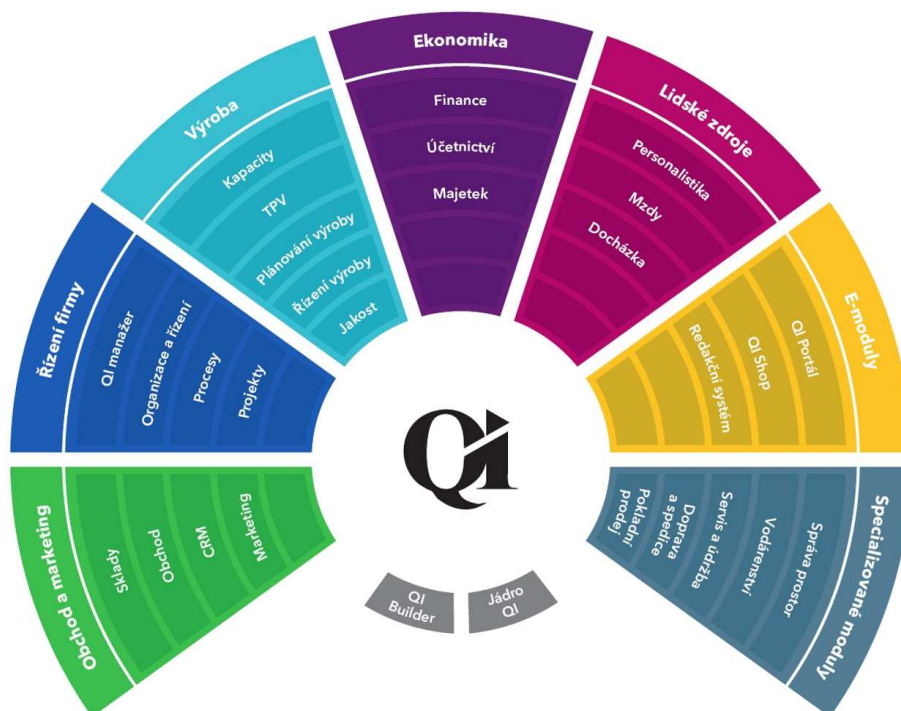 Obchod a marketing
Sklady
Obchod
CRM
Marketing
Řízení firmy
QI manažer
Organizace a řízení
Procesy
Projekty
Výroba
Kapacity
TPV
Plánování výroby
Řízení výroby
Jakost
Ekonomika
Finance
Účetnictví
Majetek
Lidské zdroje
Personalistika
Mzdy
Docházka
E-moduly
QI Portál
QI Shop
Redakční systém
Specializované moduly
Správa prostor
Vodárenství
Servis a údržba
Doprava
a spedice
Pokladní
prodej
QI
QI
Builder
Jádro
QI